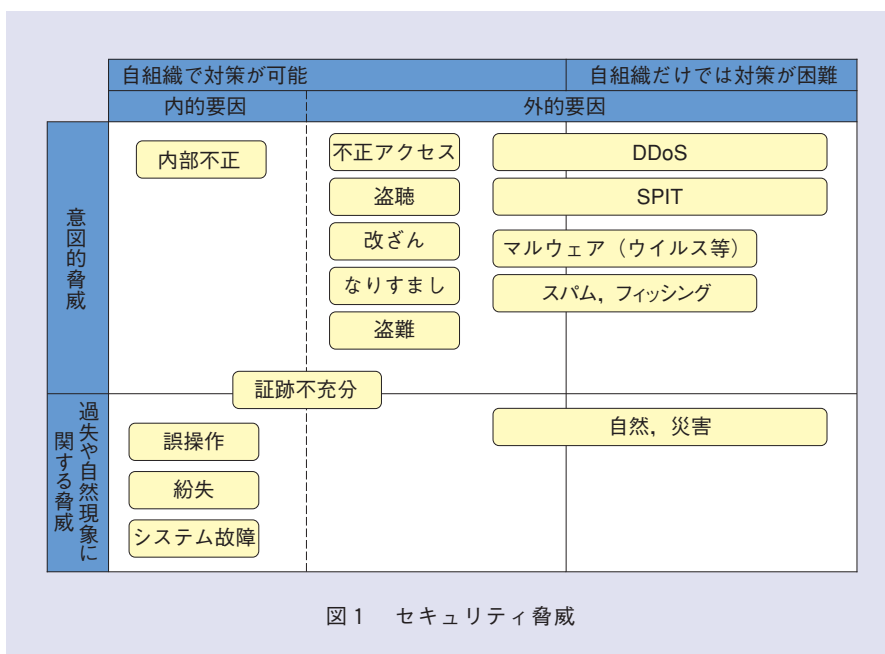 自組織で対策が可能
自組織だけでは対策が困難
内的要因
外的要因
意図的脅威
内部不正
不正アクセス
盗聴
改ざん
なりすまし
盗難
DDoS
SPIT
マルウェア（ウイルス等）
スパム，フィッシング
証跡不充分
過失や自然現象に
関する脅威
誤操作
紛失
システム故障
自然，災害
図1 セキュリティ脅威